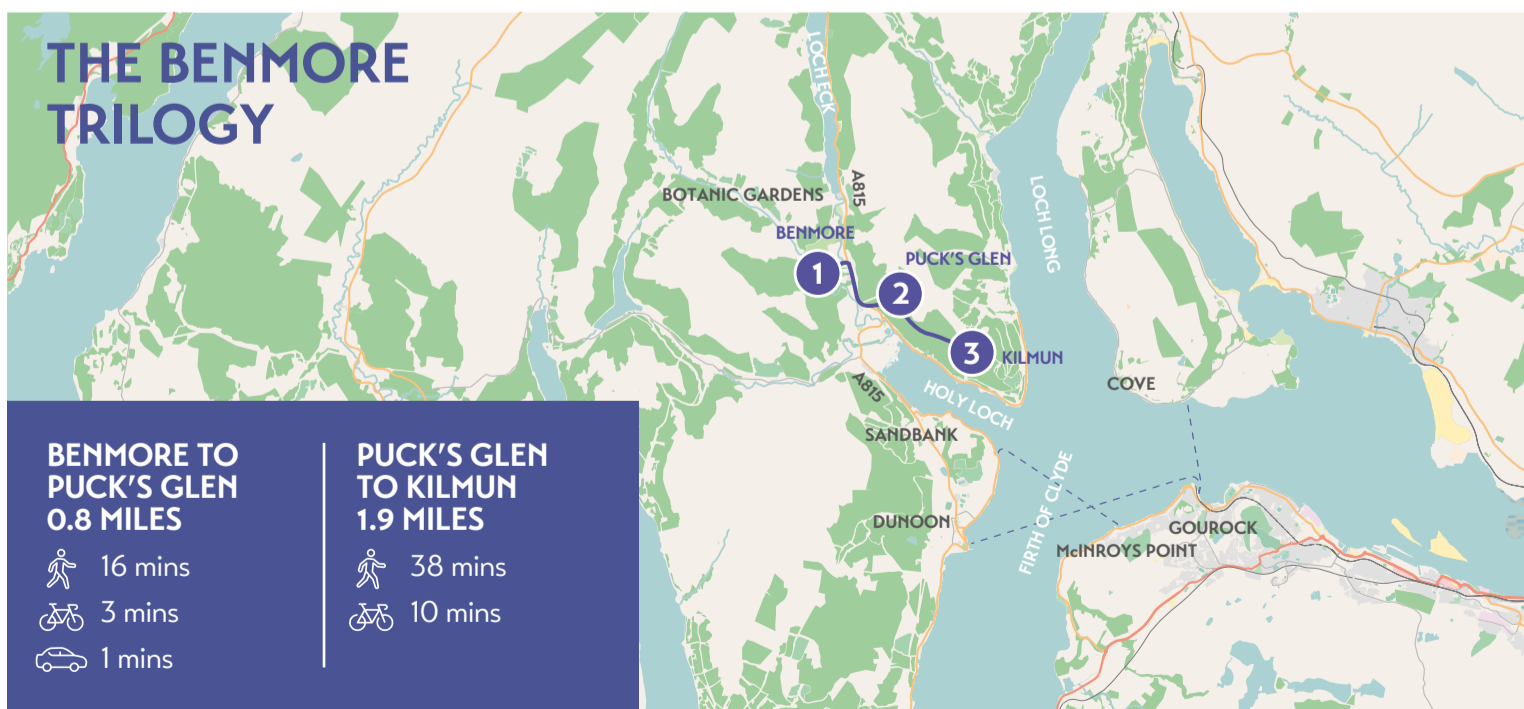 THE BENMORE
TRILOGY
LOCH ECK
A815
BOTANIC GARDENS
BENMORE
1
PUCK'S GLEN
2
3
KILMUN
LOCH LONG
COVE
A815
HOLY LOCH
SANDBANK
DUNOON
FIRTH OF CLYDE
GOUROCK
McINROYS POINT
BENMORE TO
PUCK'S GLEN
0.8 MILES
16 mins
3 mins
1 mins
PUCK'S GLEN
TO KILMUN
1.9 MILES
38 mins
10 mins